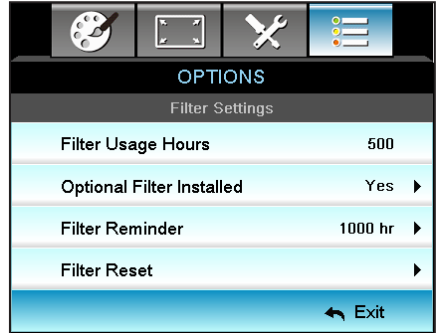 OPTIONS
Filter Settings
Filter Usage Hours 500
Optional Filter Installed Yes
Filter Reminder 1000 hr
Filter Reset
Exit